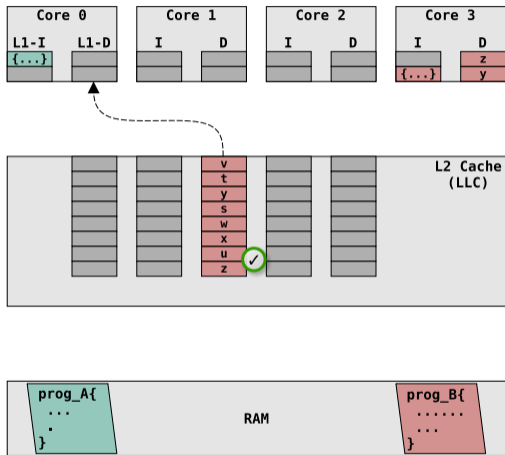 Core 0
Core 1
Core 2
Core 3
L1-I
L1-D
I
D
I
D
I
D
{...}
z
{...}
y
v
t
y
s
w
x
u
z
L2 Cache
(LLC)
✓
prog_A{
...
.
}
RAM
prog_B{
......
...
}